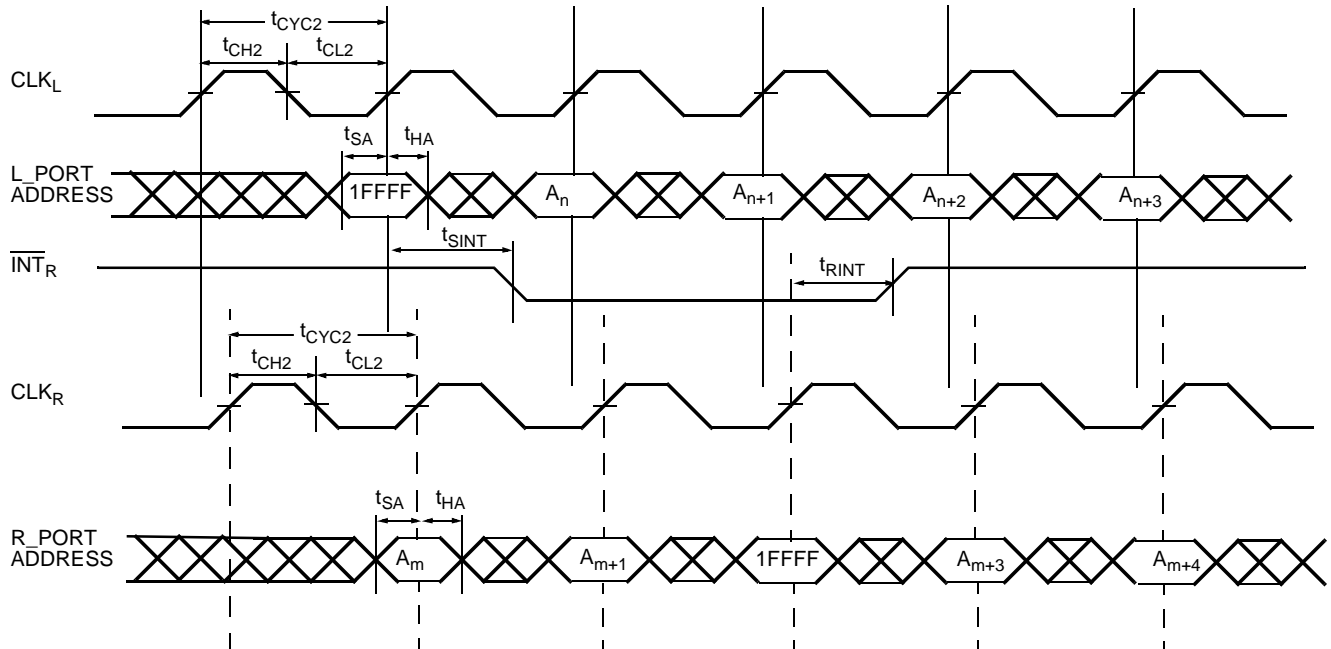 tCYC2
tCH2 tCL2
CLKL
tSA tHA
L_PORT
ADDRESS
1FFFF An An+1 An+2 An+3
tSINT
INTR
tRINT
tCYC2
tCH2 tCL2
CLKR
tSA tHA
R_PORT
ADDRESS
Am Am+1 1FFFF Am+3 Am+4